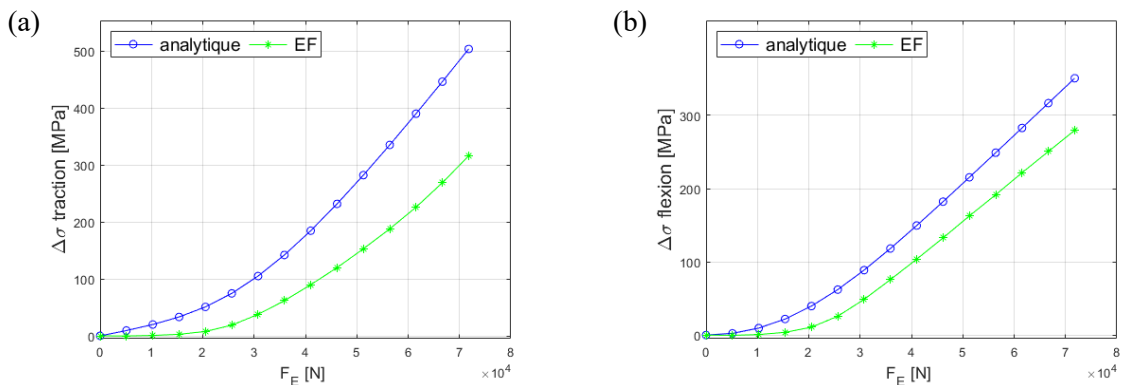 (a)
analytique EF
Δσ traction [MPa]
500
400
300
200
100
0
0 1 2 3 4 5 6 7 8
×10⁴
F_E [N]
(b)
analytique EF
Δσ flexion [MPa]
300
200
100
0
0 1 2 3 4 5 6 7 8
×10⁴
F_E [N]